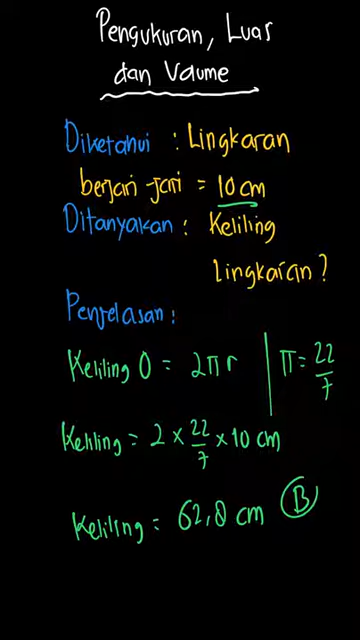 Pengukuran, Luas
dan Vaume
Diketahui : Lingkaran
berjari-jari = 10 cm
Ditanyakan : Keliling
lingkaran?
Penjelasan :
Keliling O = 2πr | π = 22/7
Keliling = 2 × 22/7 × 10 cm
Keliling = 62,8 cm B